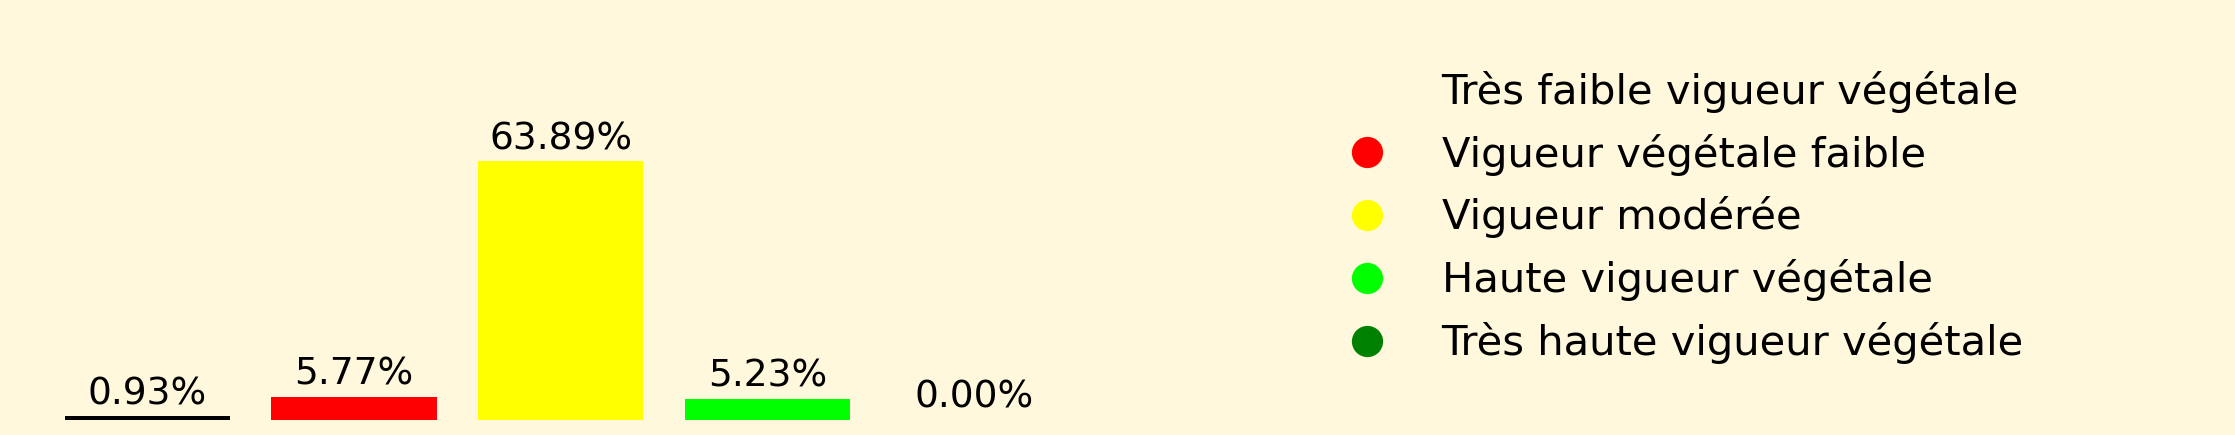 0.93%
5.77%
63.89%
5.23%
0.00%
Très faible vigueur végétale
Vigueur végétale faible
Vigueur modérée
Haute vigueur végétale
Très haute vigueur végétale